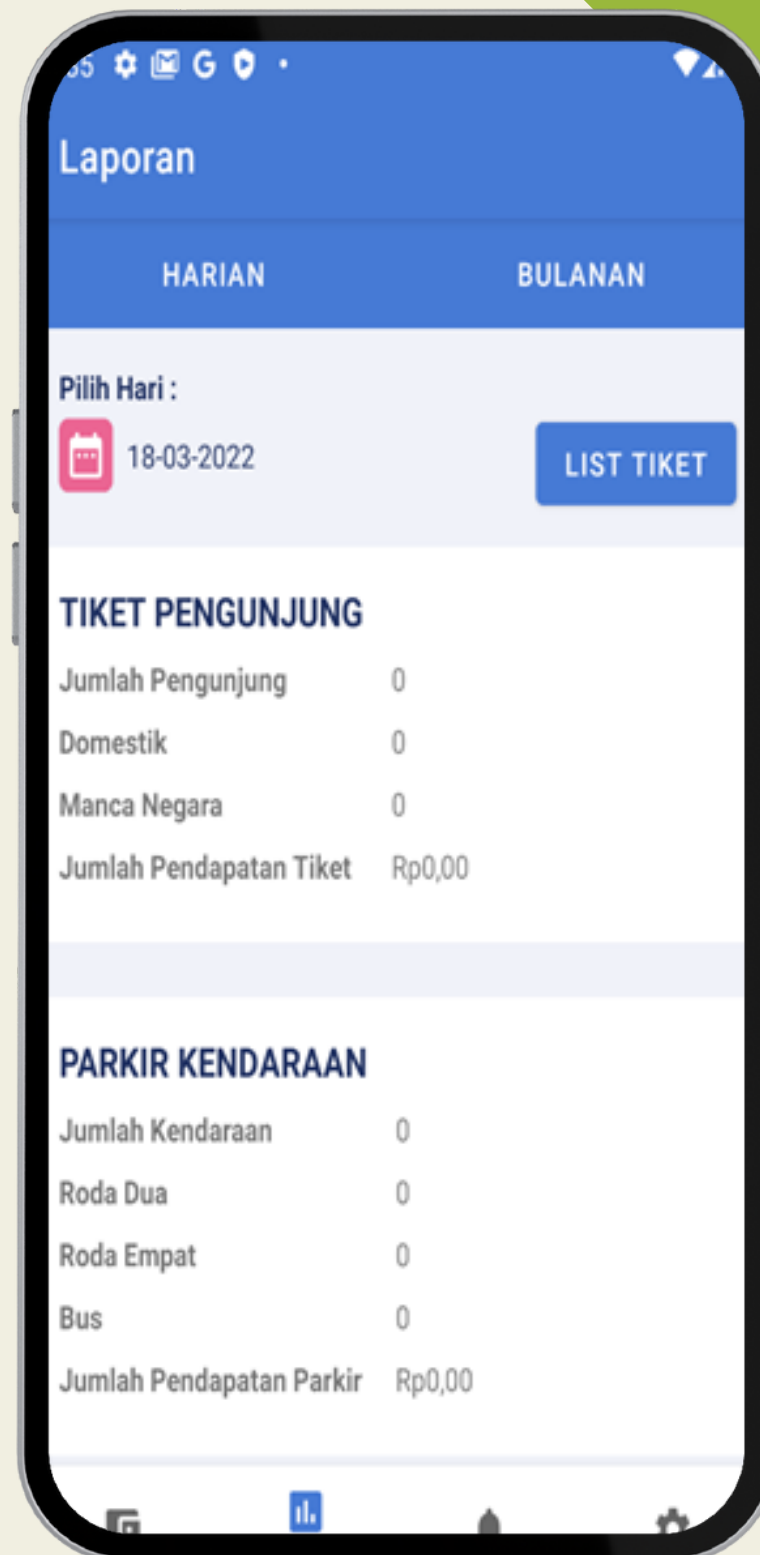 Laporan
HARIAN BULANAN
Pilih Hari :
18-03-2022
LIST TIKET
TIKET PENGUNJUNG
Jumlah Pengunjung 0
Domestik 0
Manca Negara 0
Jumlah Pendapatan Tiket Rp0,00
PARKIR KENDARAAN
Jumlah Kendaraan 0
Roda Dua 0
Roda Empat 0
Bus 0
Jumlah Pendapatan Parkir Rp0,00